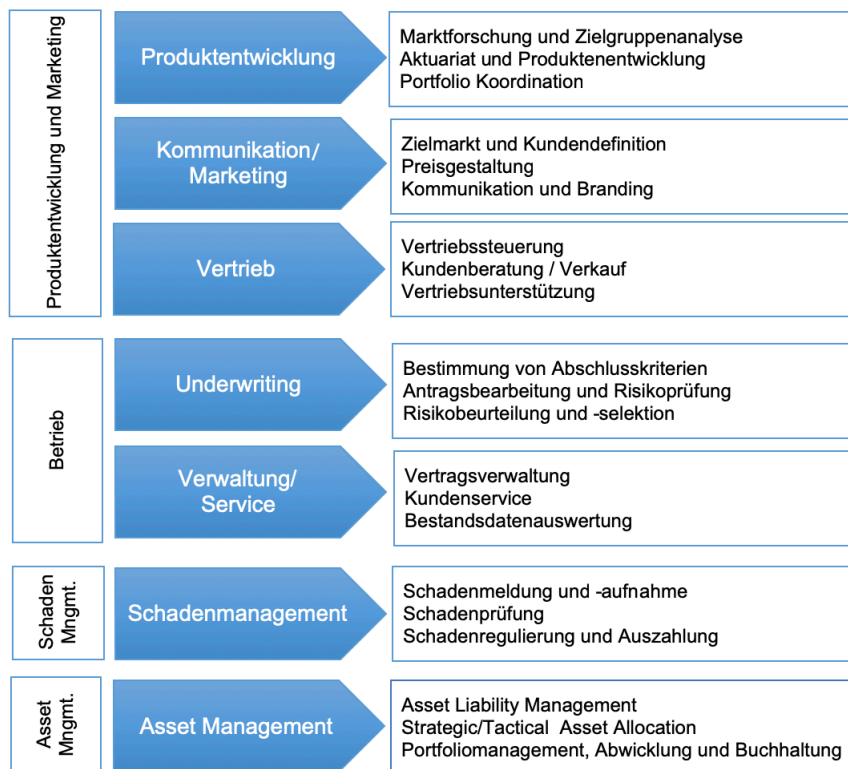 Produktentwicklung und Marketing
Produktentwicklung
Marktforschung und Zielgruppenanalyse
Aktuariat und Produktenentwicklung
Portfolio Koordination
Kommunikation/
Marketing
Zielmarkt und Kundendefinition
Preisgestaltung
Kommunikation und Branding
Vertrieb
Vertriebssteuerung
Kundenberatung / Verkauf
Vertriebsunterstützung
Betrieb
Underwriting
Bestimmung von Abschlusskriterien
Antragsbearbeitung und Risikoprüfung
Risikobeurteilung und -selektion
Verwaltung/
Service
Vertragsverwaltung
Kundenservice
Bestandsdatenauswertung
Schaden
Mngmt.
Schadenmanagement
Schadenmeldung und -aufnahme
Schadenprüfung
Schadenregulierung und Auszahlung
Asset
Mngmt.
Asset Management
Asset Liability Management
Strategic/Tactical Asset Allocation
Portfoliomanagement, Abwicklung und Buchhaltung